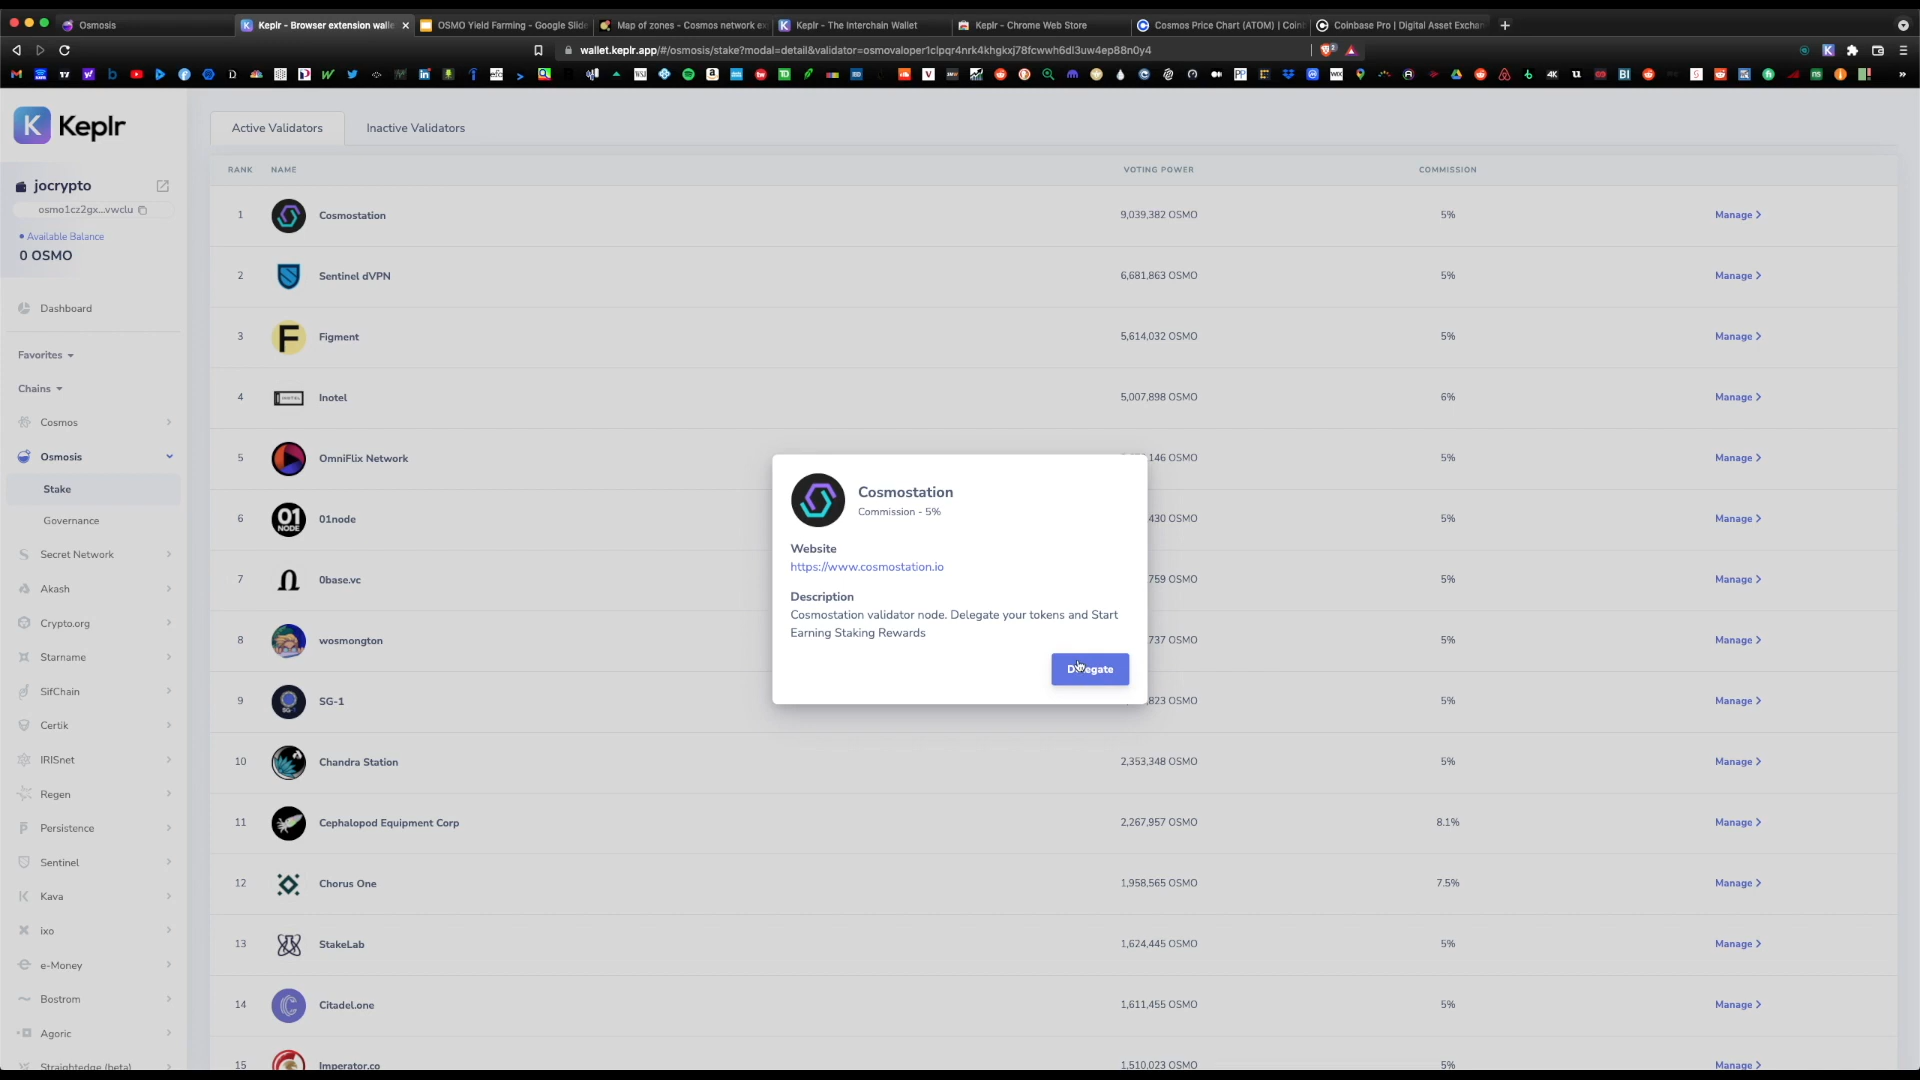 Osmosis
Keplr - Browser extension walle
OSMO Yield Farming - Google Slide
Map of zones - Cosmos network ex
Keplr - The Interchain Wallet
Keplr - Chrome Web Store
Cosmos Price Chart (ATOM) | Coin
Coinbase Pro | Digital Asset Exchan
wallet.keplr.app/#/osmosis/stake?modal=detail&validator=osmovaloper1clpqr4nrk4khgkxj78fcwwh6dl3uw4ep88n0y4
Keplr
jocrypto
osmo1cz2gx...vwclu
Available Balance
0 OSMO
Dashboard
Favorites
Chains
Cosmos
Osmosis
Stake
Governance
Secret Network
Akash
Crypto.org
Starname
SifChain
Certik
IRISnet
Regen
Persistence
Sentinel
Kava
ixo
e-Money
Bostrom
Agoric
Straightedge (beta)
Active Validators
Inactive Validators
RANK NAME VOTING POWER COMMISSION
1 Cosmostation 9,039,382 OSMO 5% Manage >
2 Sentinel dVPN 6,681,863 OSMO 5% Manage >
3 Figment 5,614,032 OSMO 5% Manage >
4 Inotel 5,007,898 OSMO 6% Manage >
5 OmniFlix Network 146 OSMO 5% Manage >
6 01node 430 OSMO 5% Manage >
7 0base.vc 759 OSMO 5% Manage >
8 wosmongton 737 OSMO 5% Manage >
9 SG-1 823 OSMO 5% Manage >
10 Chandra Station 2,353,348 OSMO 5% Manage >
11 Cephalopod Equipment Corp 2,267,957 OSMO 8.1% Manage >
12 Chorus One 1,958,565 OSMO 7.5% Manage >
13 StakeLab 1,624,445 OSMO 5% Manage >
14 Citadel.one 1,611,455 OSMO 5% Manage >
15 Imperator.co 1,510,023 OSMO 5% Manage >
Cosmostation
Commission - 5%
Website
https://www.cosmostation.io
Description
Cosmostation validator node. Delegate your tokens and Start
Earning Staking Rewards
Delegate